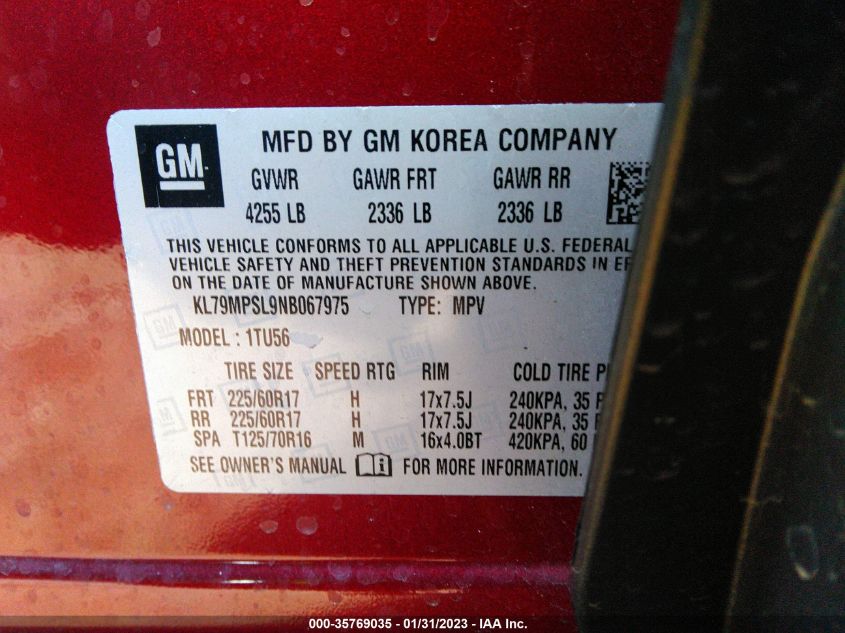 GM
MFD BY GM KOREA COMPANY
GVWR GAWR FRT GAWR RR
4255 LB 2336 LB 2336 LB
THIS VEHICLE CONFORMS TO ALL APPLICABLE U.S. FEDERAL
VEHICLE SAFETY AND THEFT PREVENTION STANDARDS IN EF
ON THE DATE OF MANUFACTURE SHOWN ABOVE.
KL79MPSL9NB067975 TYPE: MPV
MODEL : 1TU56
TIRE SIZE SPEED RTG RIM COLD TIRE P
FRT 225/60R17 H 17x7.5J 240KPA, 35 P
RR 225/60R17 H 17x7.5J 240KPA, 35
SPA T125/70R16 M 16x4.0BT 420KPA, 60
SEE OWNER'S MANUAL i FOR MORE INFORMATION.
000-35769035 / 01/31/2023 - IAA Inc.